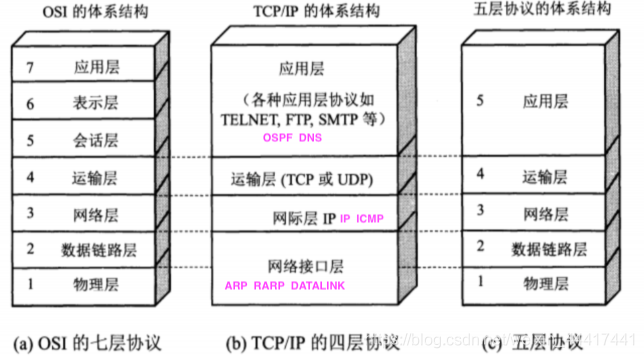 OSI 的体系结构
7 应用层
6 表示层
5 会话层
4 运输层
3 网络层
2 数据链路层
1 物理层
(a) OSI 的七层协议
TCP/IP 的体系结构
应用层
(各种应用层协议如
TELNET, FTP, SMTP 等)
OSPF DNS
运输层 (TCP 或 UDP)
网际层 IP IP ICMP
网络接口层
ARP RARP DATALINK
(b) TCP/IP 的四层协议
五层协议的体系结构
5 应用层
4 运输层
3 网络层
2 数据链路层
1 物理层
(c) 五层协议